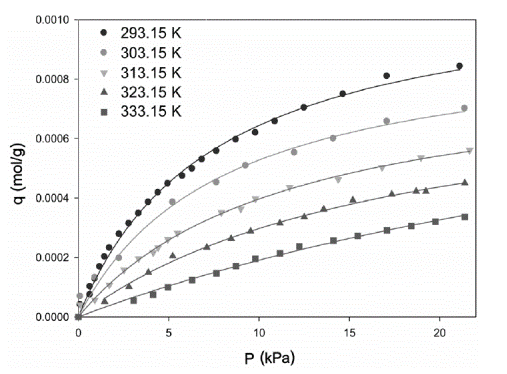 0.0010
293.15 K
303.15 K
0.0008
313.15 K
323.15 K
333.15 K
0.0006
q (mol/g)
0.0004
0.0002
0.0000
0 5 10 15 20
P (kPa)